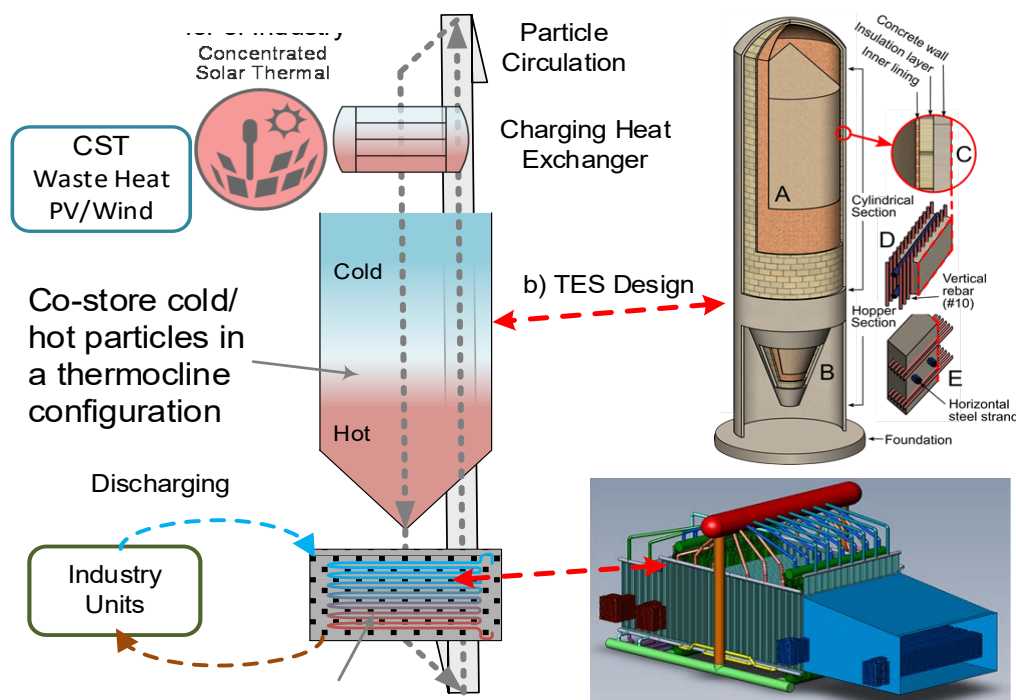 Concentrated
Solar Thermal
CST
Waste Heat
PV/Wind
Particle
Circulation
Charging Heat
Exchanger
Cold
Hot
Co-store cold/
hot particles in
a thermocline
configuration
Discharging
Industry
Units
b) TES Design
Concrete wall
Insulation layer
Inner lining
A
B
C
Cylindrical
Section
D
Vertical
rebar
(#10)
Hopper
Section
E
Horizontal
steel strand
Foundation